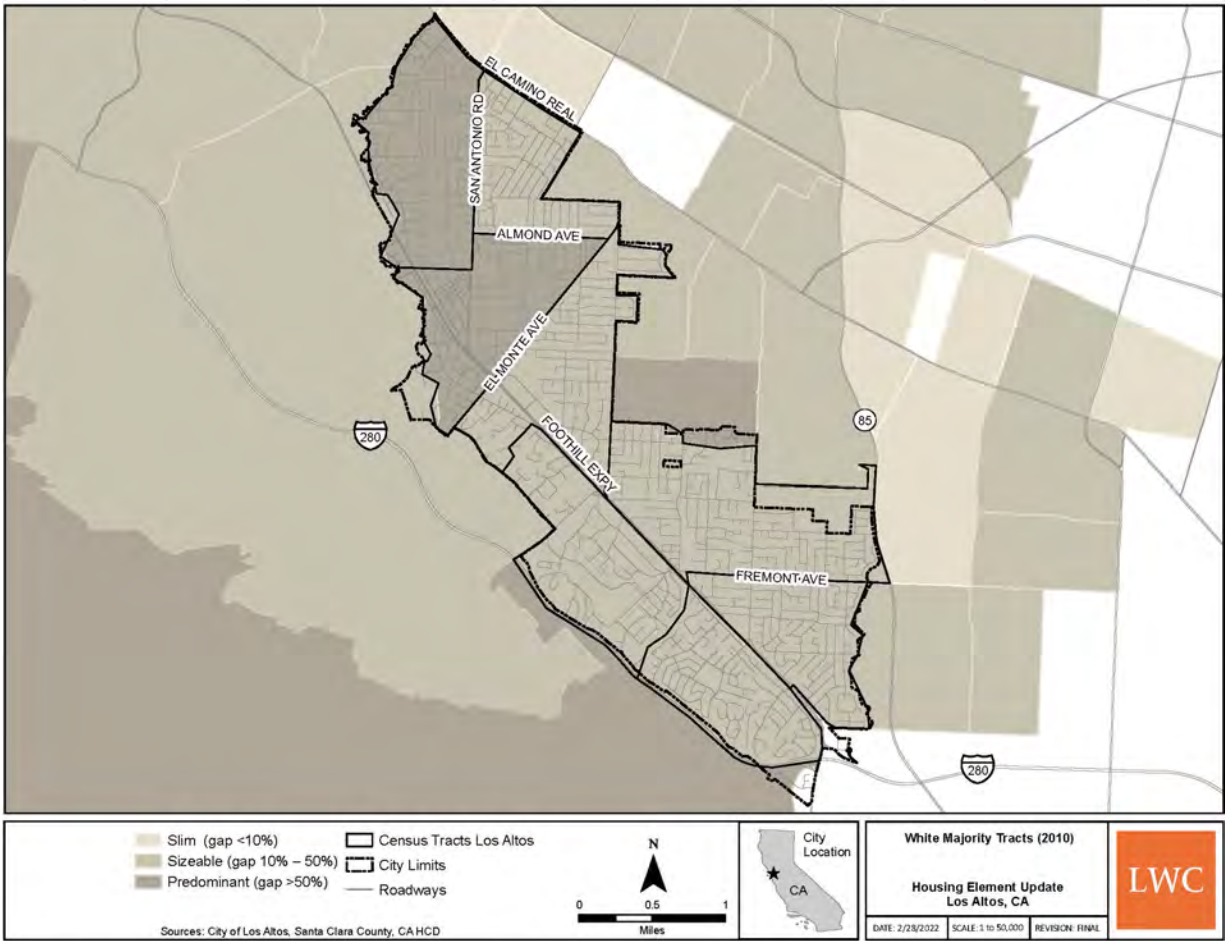 EL CAMINO REAL
SAN ANTONIO RD
ALMOND AVE
EL MONTE AVE
FOOTHILL EXPY
280
85
FREMONT AVE
280
Slim (gap <10%)
Sizeable (gap 10% – 50%)
Predominant (gap >50%)
Census Tracts Los Altos
City Limits
Roadways
Sources: City of Los Altos, Santa Clara County, CA HCD
N
0 0.5 1
Miles
City
Location
CA
White Majority Tracts (2010)
Housing Element Update
Los Altos, CA
DATE: 2/28/2022
SCALE: 1 to 50,000
REVISION: FINAL
LWC